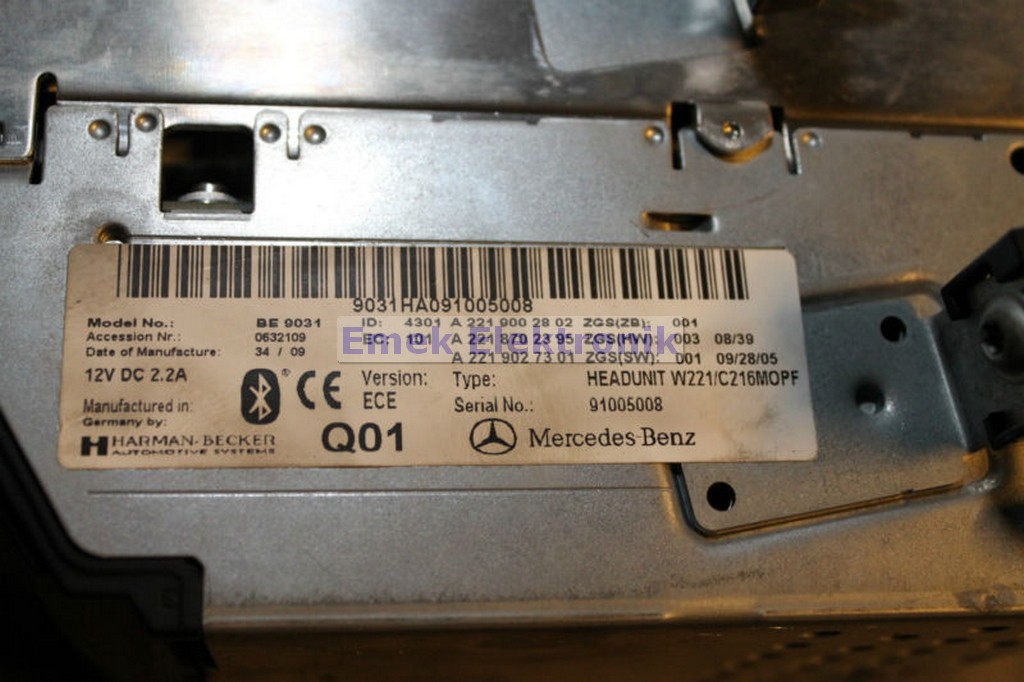 9031HA091005008
Model No.: BE 9031 ID: 4301 A 221 900 28 02 ZGS(ZB): 001
Accession Nr.: 0632109 EC: 101 A 221 870 23 95 ZGS(HW): 003 08/39
Date of Manufacture: 34 / 09 A 221 902 73 01 ZGS(SW): 001 09/28/05
12V DC 2.2A Version: Type: HEADUNIT W221/C216MOPF
ECE Serial No.: 91005008
Manufactured in:
Germany by:
HARMAN/BECKER
AUTOMOTIVE SYSTEMS
CE
Q01
Mercedes-Benz
Emek Elektronik